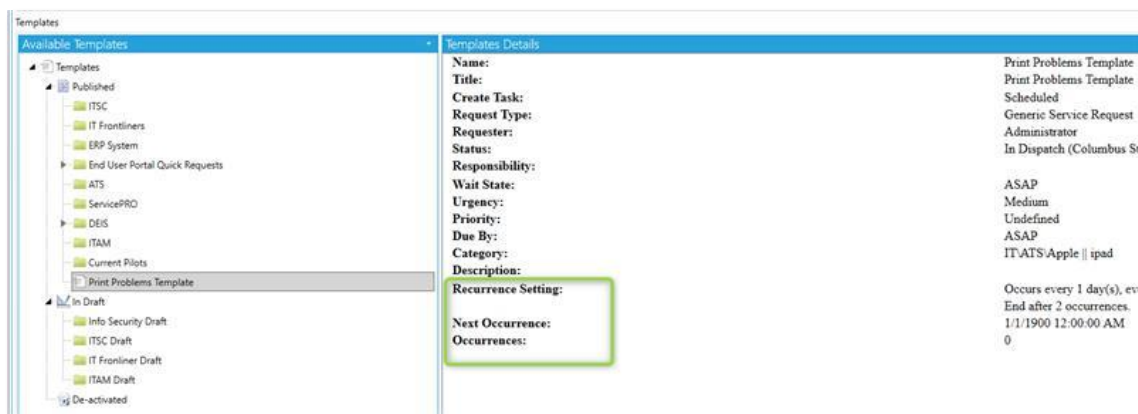 Templates
Available Templates
Templates
Published
ITSC
IT Frontliners
ERP System
End User Portal Quick Requests
ATS
ServicePRO
DEIS
ITAM
Current Pilots
Print Problems Template
In Draft
Info Security Draft
ITSC Draft
IT Fronliner Draft
ITAM Draft
De-activated
Templates Details
Name: Print Problems Template
Title: Print Problems Template
Create Task: Scheduled
Request Type: Generic Service Request
Requester: Administrator
Status: In Dispatch (Columbus St
Responsibility:
Wait State: ASAP
Urgency: Medium
Priority: Undefined
Due By: ASAP
Category: IT\ATS\Apple || ipad
Description:
Recurrence Setting: Occurs every 1 day(s), ev
End after 2 occurrences.
Next Occurrence: 1/1/1900 12:00:00 AM
Occurrences: 0